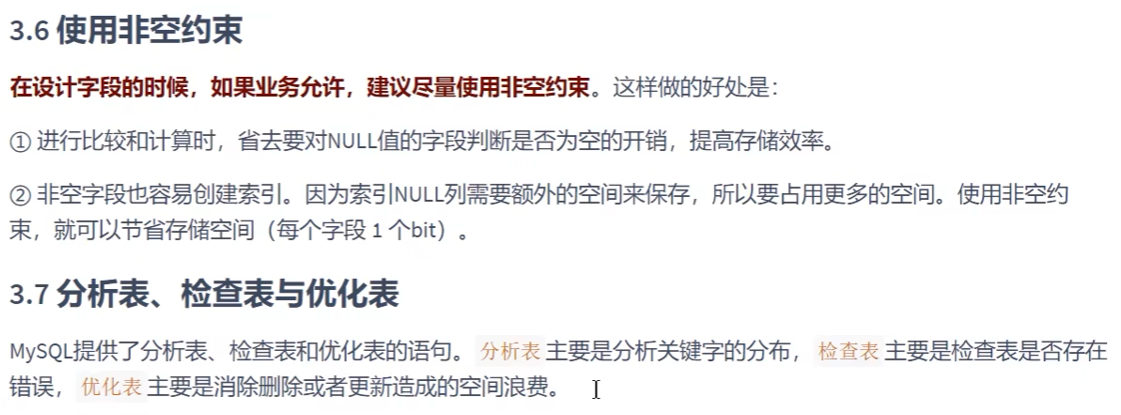 3.6 使用非空约束
在设计字段的时候，如果业务允许，建议尽量使用非空约束。这样做的好处是：
① 进行比较和计算时，省去要对NULL值的字段判断是否为空的开销，提高存储效率。
② 非空字段也容易创建索引。因为索引NULL列需要额外的空间来保存，所以要占用更多的空间。使用非空约
束，就可以节省存储空间（每个字段 1 个bit）。
3.7 分析表、检查表与优化表
MySQL提供了分析表、检查表和优化表的语句。 分析表 主要是分析关键字的分布， 检查表 主要是检查表是否存在
错误， 优化表 主要是消除删除或者更新造成的空间浪费。